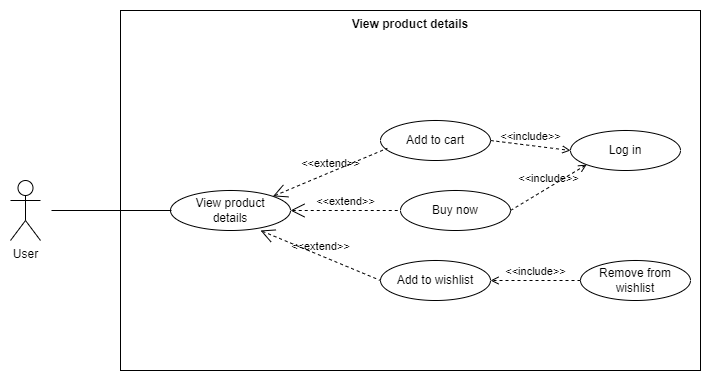 View product details
Add to cart
<<include>>
Log in
<<extend>>
<<include>>
View product
details
<<extend>>
Buy now
User
<<extend>>
Add to wishlist
<<include>>
Remove from
wishlist